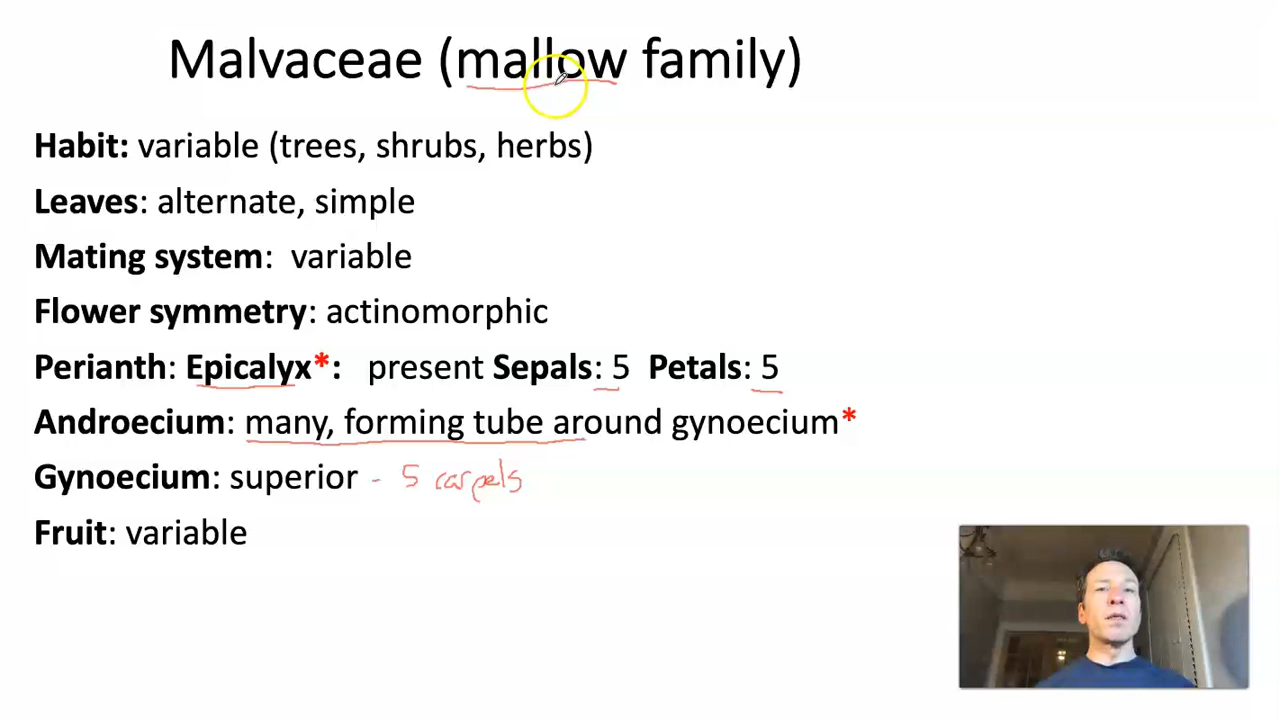 Malvaceae (mallow family)
Habit: variable (trees, shrubs, herbs)
Leaves: alternate, simple
Mating system: variable
Flower symmetry: actinomorphic
Perianth: Epicalyx*: present Sepals: 5 Petals: 5
Androecium: many, forming tube around gynoecium*
Gynoecium: superior - 5 carpels
Fruit: variable